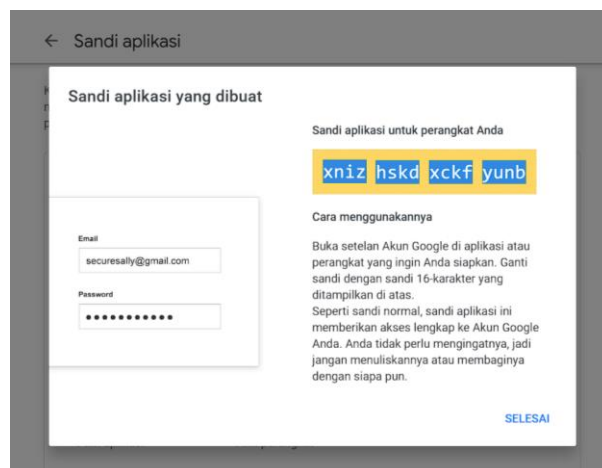 ← Sandi aplikasi
Sandi aplikasi yang dibuat
Sandi aplikasi untuk perangkat Anda
xniz hskd xckf yunb
Cara menggunakannya
Email
securesally@gmail.com
Password
•••••••••••
Buka setelan Akun Google di aplikasi atau
perangkat yang ingin Anda siapkan. Ganti
sandi dengan sandi 16-karakter yang
ditampilkan di atas.
Seperti sandi normal, sandi aplikasi ini
memberikan akses lengkap ke Akun Google
Anda. Anda tidak perlu mengingatnya, jadi
jangan menuliskannya atau membaginya
dengan siapa pun.
SELESAI